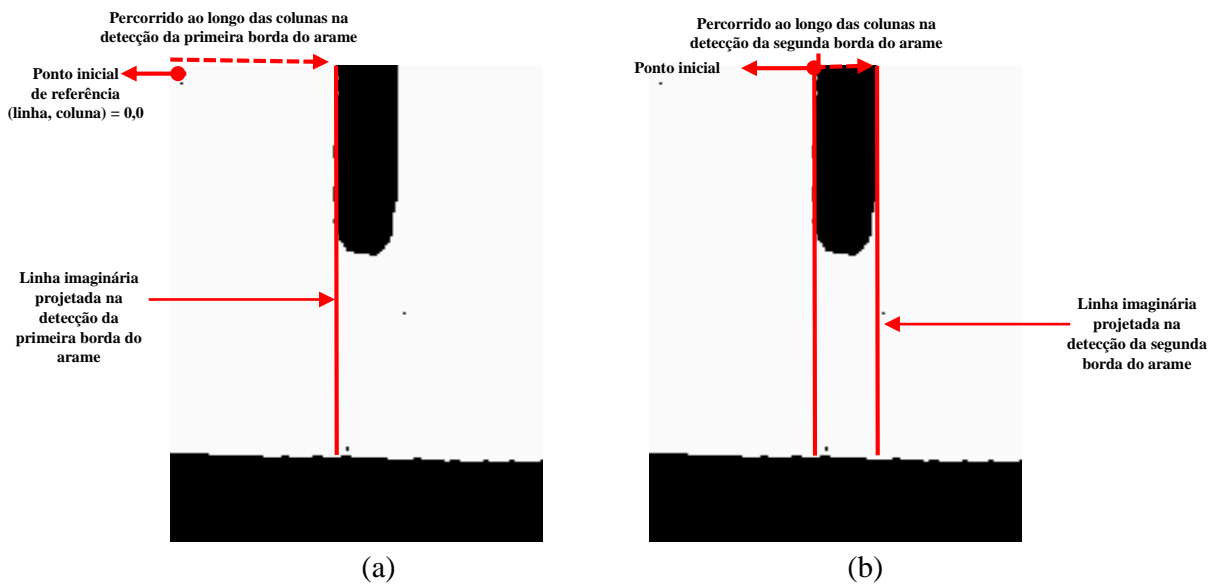 Percorrido ao longo das colunas na
detecção da primeira borda do arame
Ponto inicial
de referência
(linha, coluna) = 0,0
Linha imaginária
projetada na
detecção da
primeira borda do
arame
(a)
Percorrido ao longo das colunas na
detecção da segunda borda do arame
Ponto inicial
Linha imaginária
projetada na
detecção da segunda
borda do arame
(b)